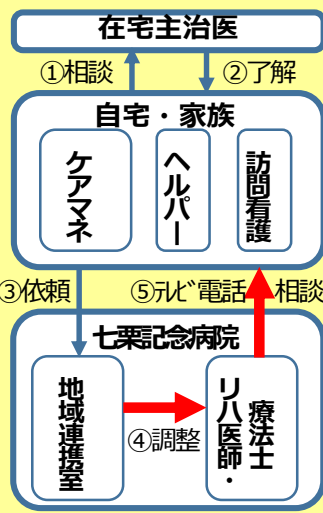 在宅主治医
①相談
②了解
自宅・家族
ケアマネ
ヘルパー
訪問看護
③依頼
⑤ﾃﾚﾋﾞ電話
相談
七栗記念病院
地域連携室
④調整
リハ医師・
療法士